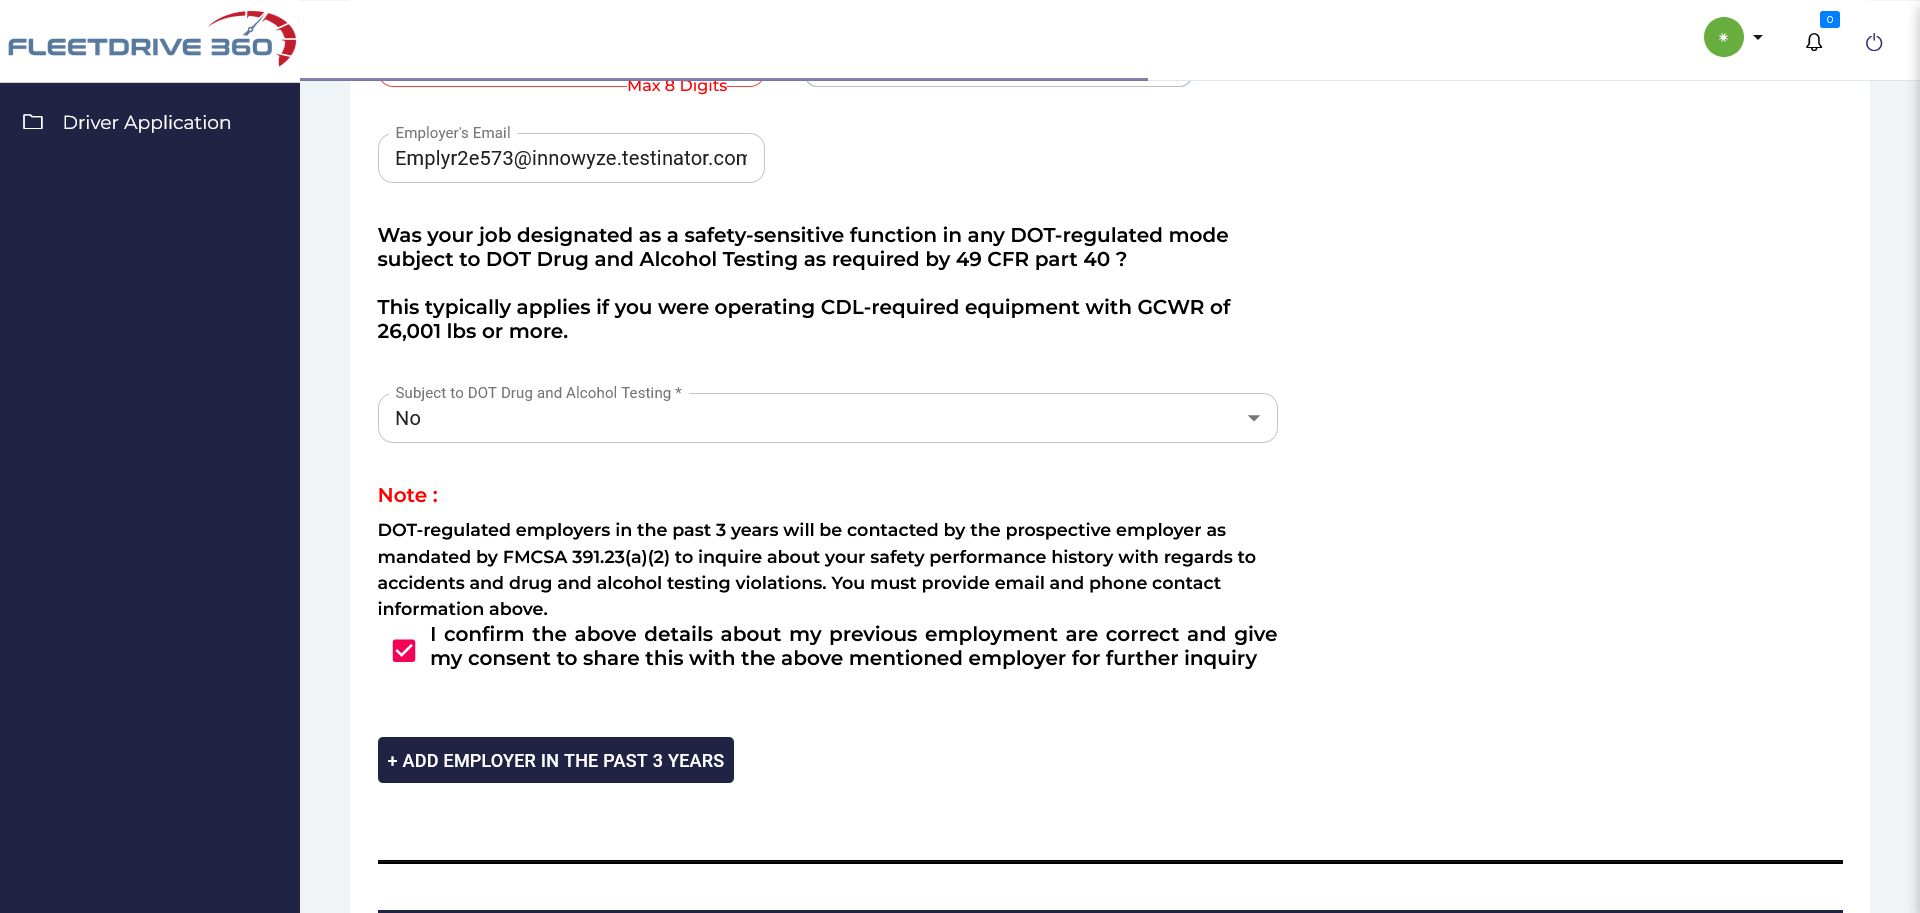 FLEETDRIVE 360
0
Driver Application
Max 8 Digits
Employer's Email
Emplyr2e573@innowyze.testinator.com
Was your job designated as a safety-sensitive function in any DOT-regulated mode
subject to DOT Drug and Alcohol Testing as required by 49 CFR part 40 ?
This typically applies if you were operating CDL-required equipment with GCWR of
26,001 lbs or more.
Subject to DOT Drug and Alcohol Testing *
No
Note :
DOT-regulated employers in the past 3 years will be contacted by the prospective employer as
mandated by FMCSA 391.23(a)(2) to inquire about your safety performance history with regards to
accidents and drug and alcohol testing violations. You must provide email and phone contact
information above.
I confirm the above details about my previous employment are correct and give
my consent to share this with the above mentioned employer for further inquiry
+ ADD EMPLOYER IN THE PAST 3 YEARS